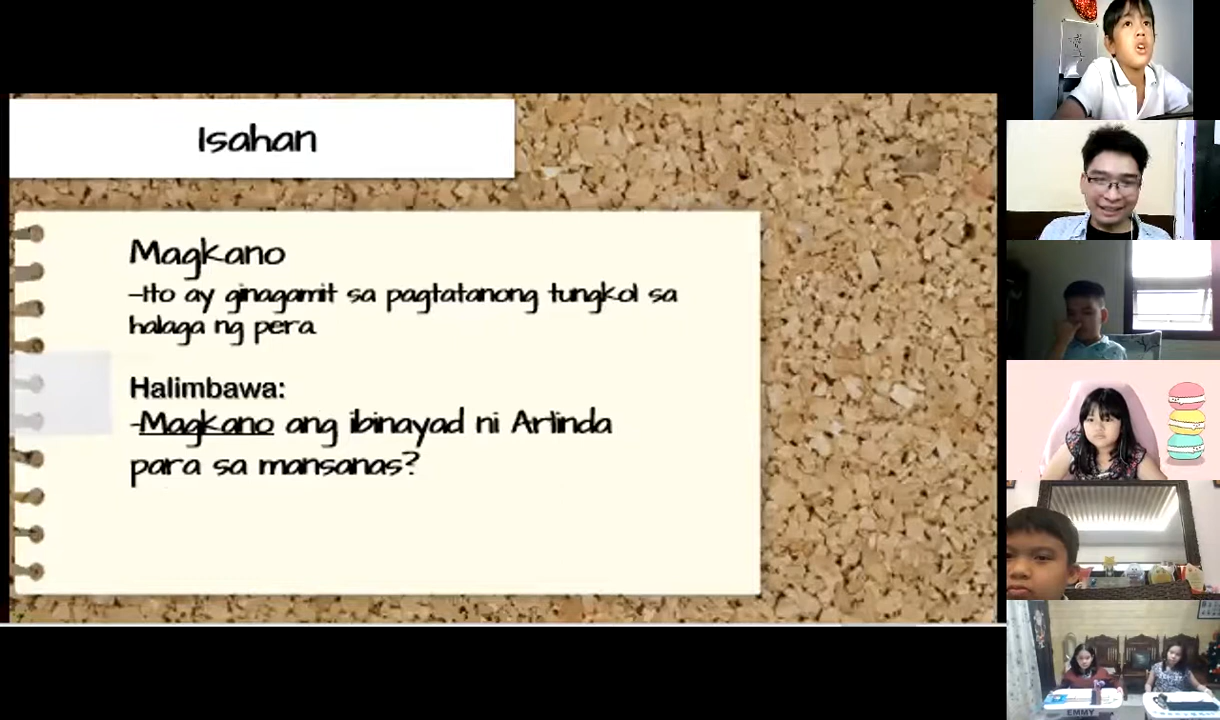 Isahan
Magkano
-Ito ay ginagamit sa pagtatanong tungkol sa
halaga ng pera.
Halimbawa:
-Magkano ang ibinayad ni Arlinda
para sa mansanas?
EMMY